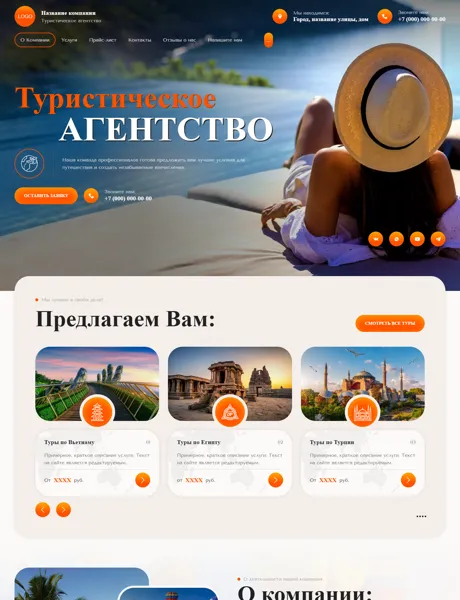 LOGO
Название компании
Туристическое агентство
Мы находимся:
Город, название улицы, дом
Звоните нам:
+7 (000) 000-00-00
О Компании
Услуги
Прайс-лист
Контакты
Отзывы о нас
Напишите нам
Туристическое
АГЕНТСТВО
Наша команда профессионалов готова предложить вам лучшие условия для
путешествия и создать незабываемые впечатления.
ОСТАВИТЬ ЗАЯВКУ
Звоните нам:
+7 (000) 000-00-00
Мы лучшие в своем деле!
Предлагаем Вам:
СМОТРЕТЬ ВСЕ ТУРЫ
Туры по Вьетнаму
01
Примерное, краткое описание услуги. Текст
на сайте является редактируемым.
От XXXX руб.
Туры по Египту
02
Примерное, краткое описание услуги. Текст
на сайте является редактируемым.
От XXXX руб.
Туры по Турции
03
Примерное, краткое описание услуги. Текст
на сайте является редактируемым.
От XXXX руб.
О деятельности нашей компании
О компании: